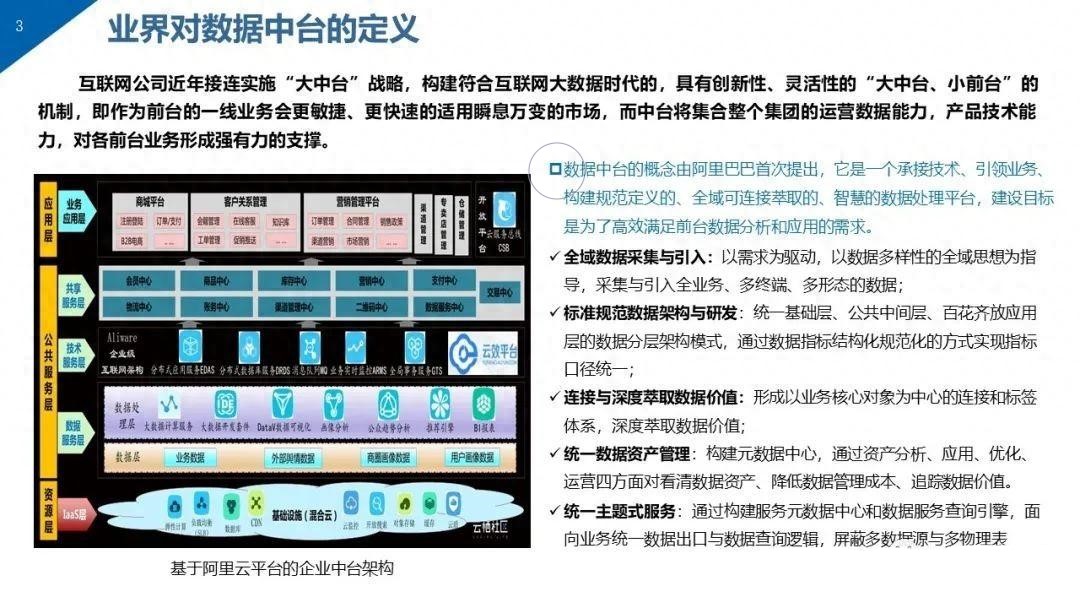 3
业界对数据中台的定义
互联网公司近年接连实施“大中台”战略，构建符合互联网大数据时代的，具有创新性、灵活性的“大中台、小前台”的
机制，即作为前台的一线业务会更敏捷、更快速的适用瞬息万变的市场，而中台将集合整个集团的运营数据能力，产品技术能
力，对各前台业务形成强有力的支撑。
应用层
业务
应用层
商城平台
注册登陆
订单/支付
B2B电商
...
客户关系管理
会籍管理
在线客服
知识库
工单管理
促销推送
...
营销管理平台
订单管理
合同管理
销售政策
渠道营销
市场营销
...
渠道管理
专卖店管理
仓储管理
开放平台
云服务总线
CSB
公共服务层
共享
服务层
会员中心
商品中心
库存中心
营销中心
支付中心
交易中心
物流中心
账务中心
渠道管理中心
二维码中心
数据服务中心
技术
服务层
Aliware
企业级
互联网架构
分布式应用服务EDAS
分布式数据库服务DRDS
消息队列MQ
业务实时监控ARMS
全局事务服务GTS
云效平台
数据
服务层
数据处
理层
大数据计算服务
大数据开发套件
DataV数据可视化
画像分析
公众趋势分析
推荐引擎
BI报表
数据层
业务数据
外部舆情数据
商圈画像数据
用户画像数据
资源层
IaaS层
弹性计算
负载均衡
(SLB)
数据库
CDN
基础设施（混合云）
云监控
开放搜索
对象存储
缓存
云盾
云栖社区
基于阿里云平台的企业中台架构
数据中台的概念由阿里巴巴首次提出，它是一个承接技术、引领业务、
构建规范定义的、全域可连接萃取的、智慧的数据处理平台，建设目标
是为了高效满足前台数据分析和应用的需求。
✓全域数据采集与引入：以需求为驱动，以数据多样性的全域思想为指
导，采集与引入全业务、多终端、多形态的数据；
✓标准规范数据架构与研发：统一基础层、公共中间层、百花齐放应用
层的数据分层架构模式，通过数据指标结构化规范化的方式实现指标
口径统一；
✓连接与深度萃取数据价值：形成以业务核心对象为中心的连接和标签
体系，深度萃取数据价值；
✓统一数据资产管理：构建元数据中心，通过资产分析、应用、优化、
运营四方面对看清数据资产、降低数据管理成本、追踪数据价值。
✓统一主题式服务：通过构建服务元数据中心和数据服务查询引擎，面
向业务统一数据出口与数据查询逻辑，屏蔽多数据源与多物理表